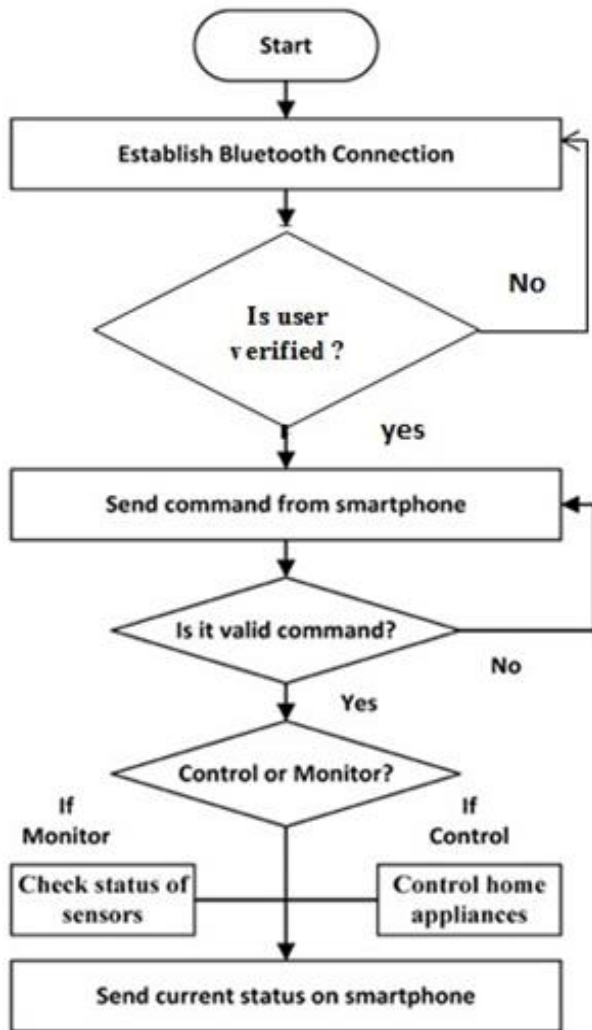 Start
Establish Bluetooth Connection
No
Is user
verified ?
yes
Send command from smartphone
Is it valid command?
No
Yes
Control or Monitor?
If
Monitor
If
Control
Check status of
sensors
Control home
appliances
Send current status on smartphone